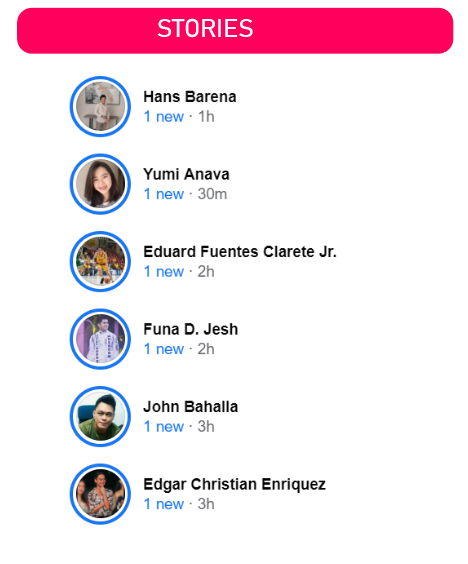 STORIES
Hans Barena
1 new · 1h
Yumi Anava
1 new · 30m
Eduard Fuentes Clarete Jr.
1 new · 2h
Funa D. Jesh
1 new · 2h
John Bahalla
1 new · 3h
Edgar Christian Enriquez
1 new · 3h